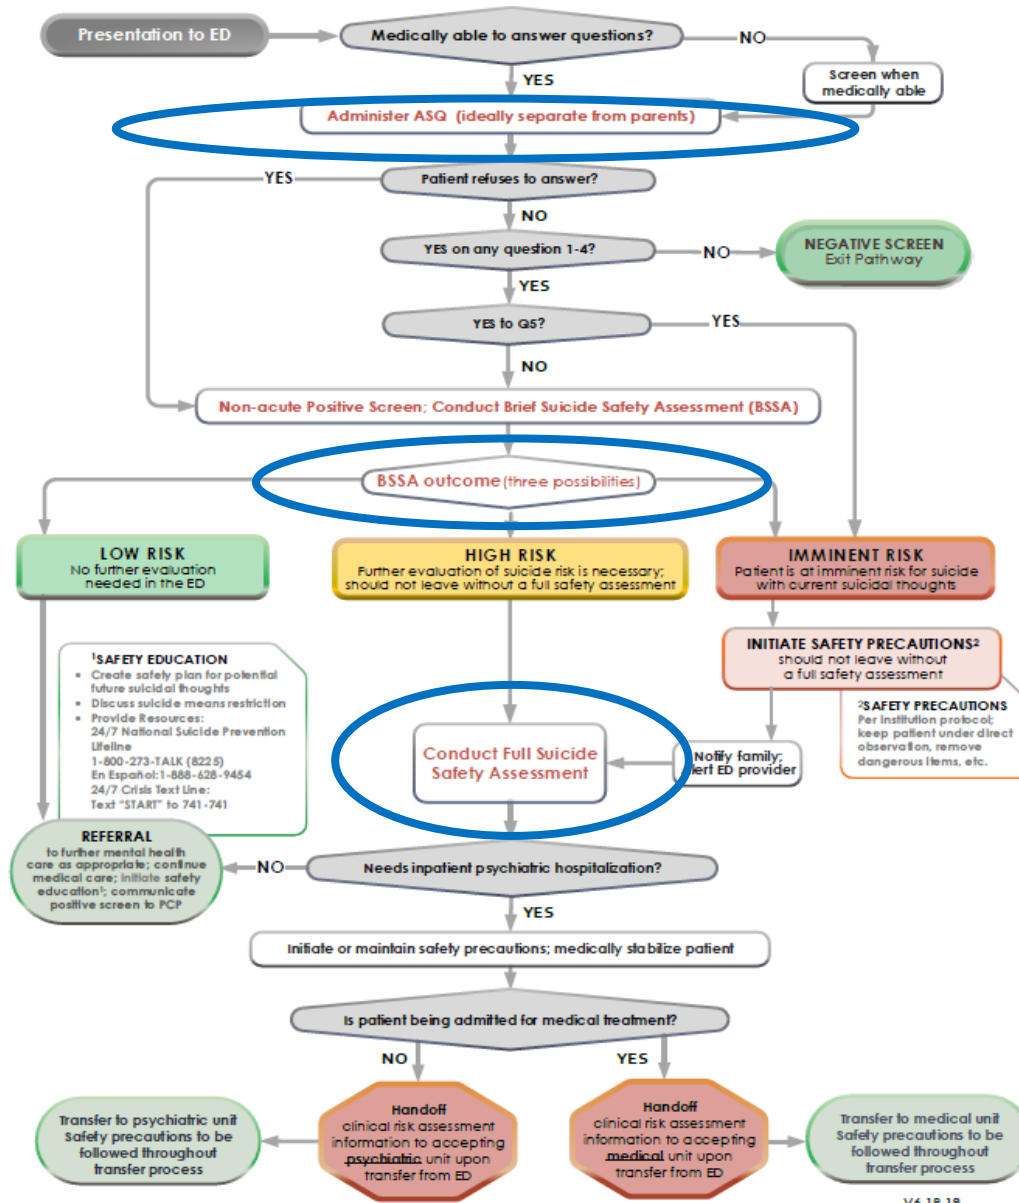 Presentation to ED
Medically able to answer questions?
NO
YES
Screen when
medically able
Administer ASQ (ideally separate from parents)
YES
Patient refuses to answer?
NO
YES on any question 1-4?
NO
NEGATIVE SCREEN
Exit Pathway
YES
YES to Q5?
YES
NO
Non-acute Positive Screen; Conduct Brief Suicide Safety Assessment (BSSA)
BSSA outcome (three possibilities)
LOW RISK
No further evaluation
needed in the ED
HIGH RISK
Further evaluation of suicide risk is necessary;
should not leave without a full safety assessment
IMMINENT RISK
Patient is at imminent risk for suicide
with current suicidal thoughts
INITIATE SAFETY PRECAUTIONS²
should not leave without
a full safety assessment
¹SAFETY EDUCATION
• Create safety plan for potential
future suicidal thoughts
• Discuss suicide means restriction
• Provide Resources:
24/7 National Suicide Prevention
Lifeline
1-800-273-TALK (8225)
En Español:1-888-628-9454
24/7 Crisis Text Line:
Text "START" to 741-741
²SAFETY PRECAUTIONS
Per institution protocol;
keep patient under direct
observation, remove
dangerous items, etc.
Conduct Full Suicide
Safety Assessment
Notify family;
alert ED provider
REFERRAL
to further mental health
care as appropriate; continue
medical care; initiate safety
education¹; communicate
positive screen to PCP
NO
Needs inpatient psychiatric hospitalization?
YES
Initiate or maintain safety precautions; medically stabilize patient
Is patient being admitted for medical treatment?
NO
YES
Transfer to psychiatric unit
Safety precautions to be
followed throughout
transfer process
Handoff
clinical risk assessment
information to accepting
psychiatric unit upon
transfer from ED
Handoff
clinical risk assessment
information to accepting
medical unit upon
transfer from ED
Transfer to medical unit
Safety precautions to be
followed throughout
transfer process